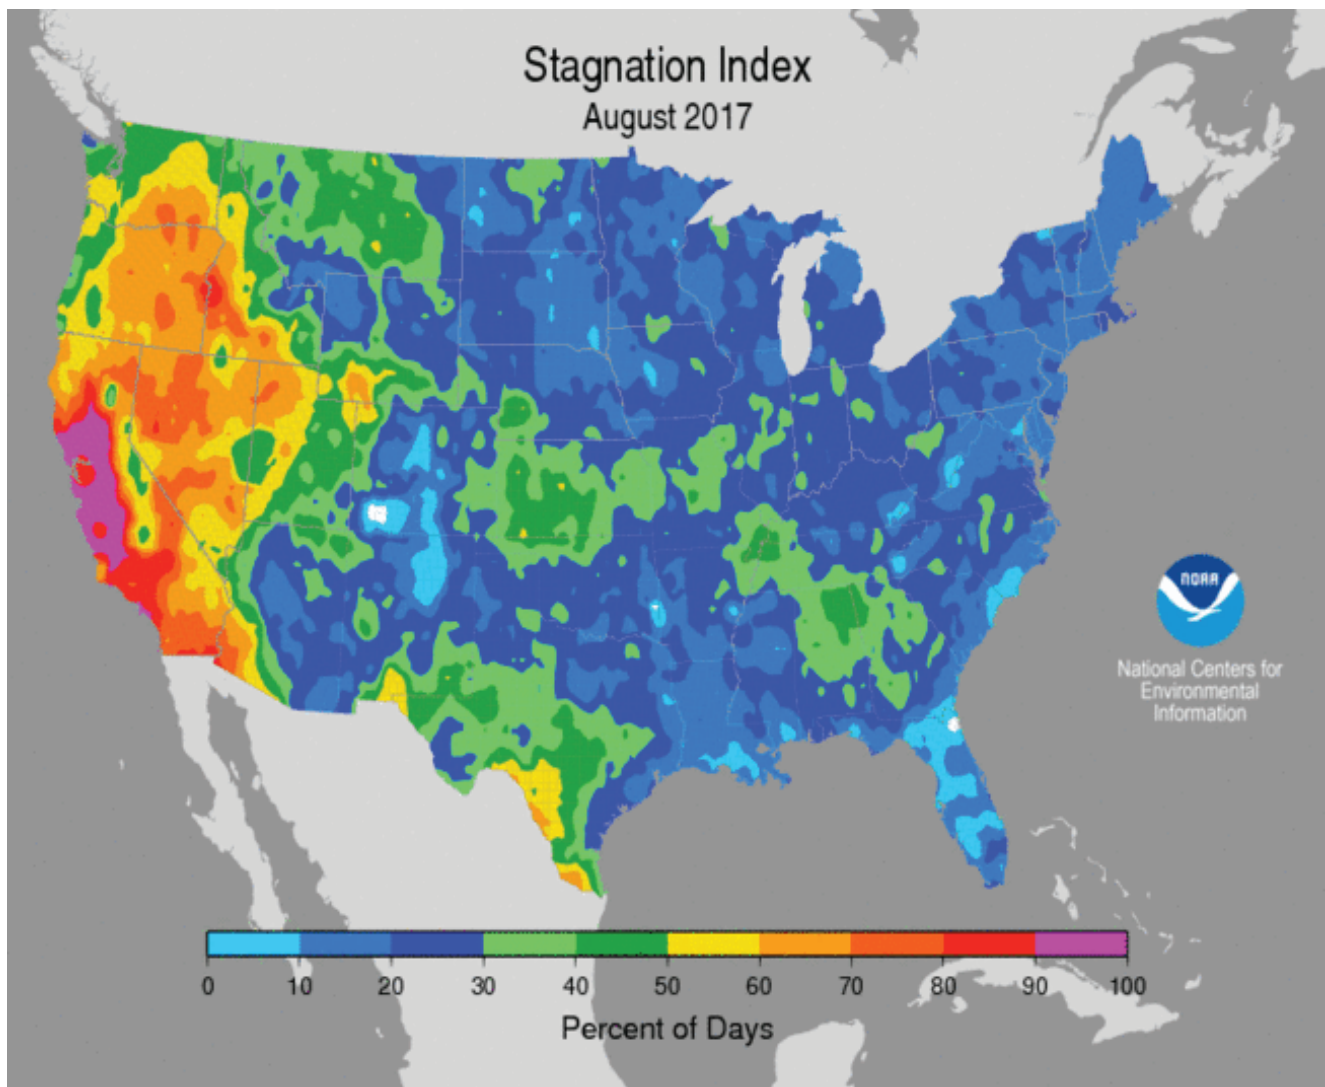 Stagnation Index
August 2017
NOAA
National Centers for
Environmental
Information
0 10 20 30 40 50 60 70 80 90 100
Percent of Days